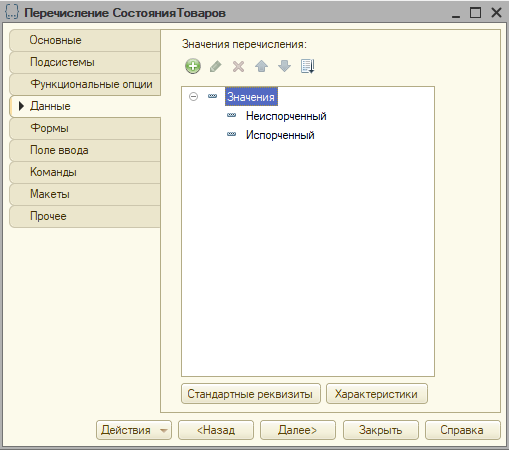 Перечисление СостоянияТоваров
Основные
Подсистемы
Функциональные опции
Данные
Формы
Поле ввода
Команды
Макеты
Прочее
Значения перечисления:
Значения
Неиспорченный
Испорченный
Стандартные реквизиты
Характеристики
Действия
<Назад
Далее>
Закрыть
Справка